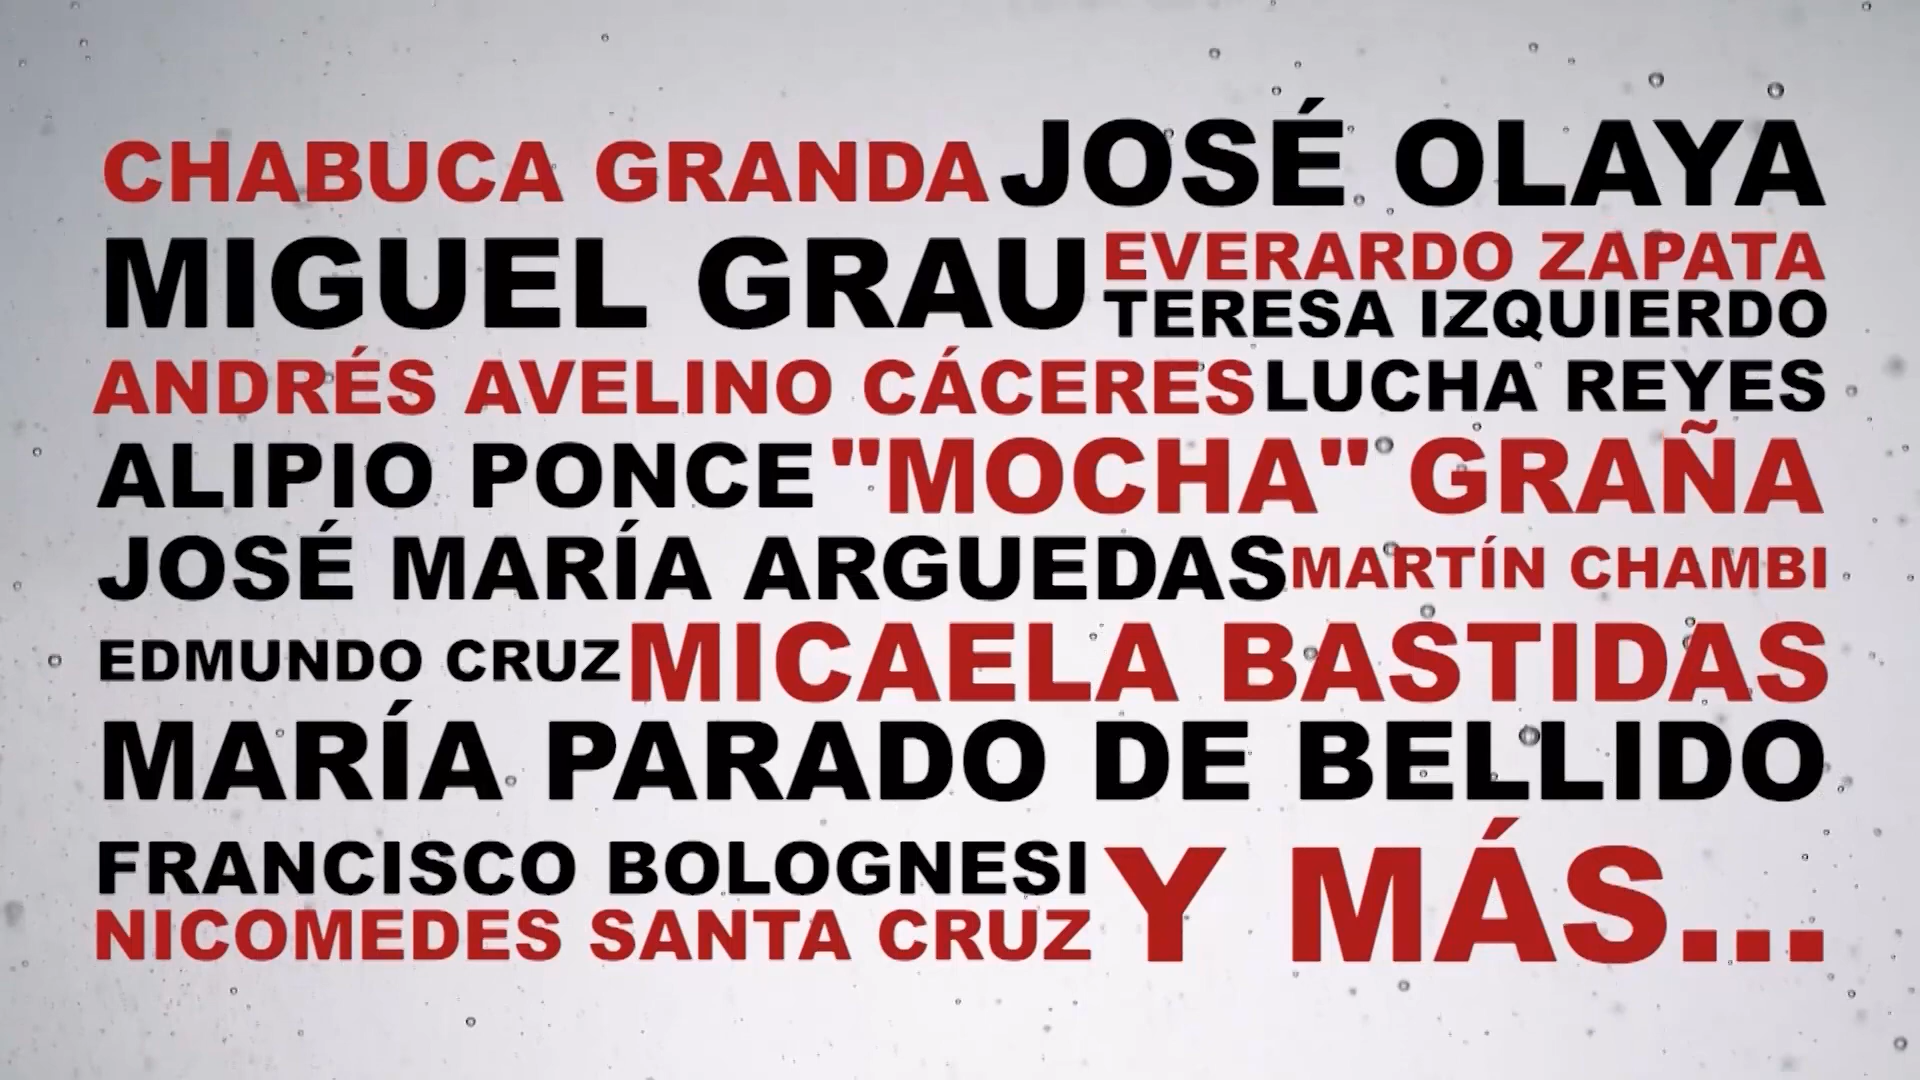 CHABUCA GRANDA JOSÉ OLAYA
MIGUEL GRAU EVERARDO ZAPATA
TERESA IZQUIERDO
ANDRÉS AVELINO CÁCERES LUCHA REYES
ALIPIO PONCE "MOCHA" GRAÑA
JOSÉ MARÍA ARGUEDAS MARTÍN CHAMBI
EDMUNDO CRUZ MICAELA BASTIDAS
MARÍA PARADO DE BELLIDO
FRANCISCO BOLOGNESI Y MÁS...
NICOMEDES SANTA CRUZ